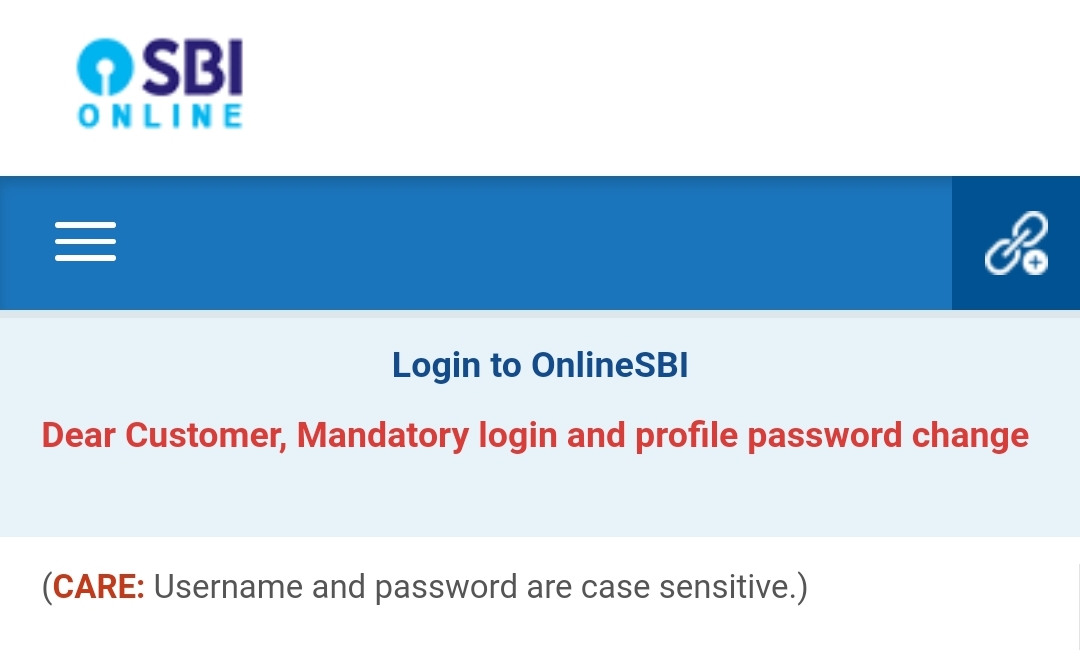 SBI
ONLINE
Login to OnlineSBI
Dear Customer, Mandatory login and profile password change
(CARE: Username and password are case sensitive.)